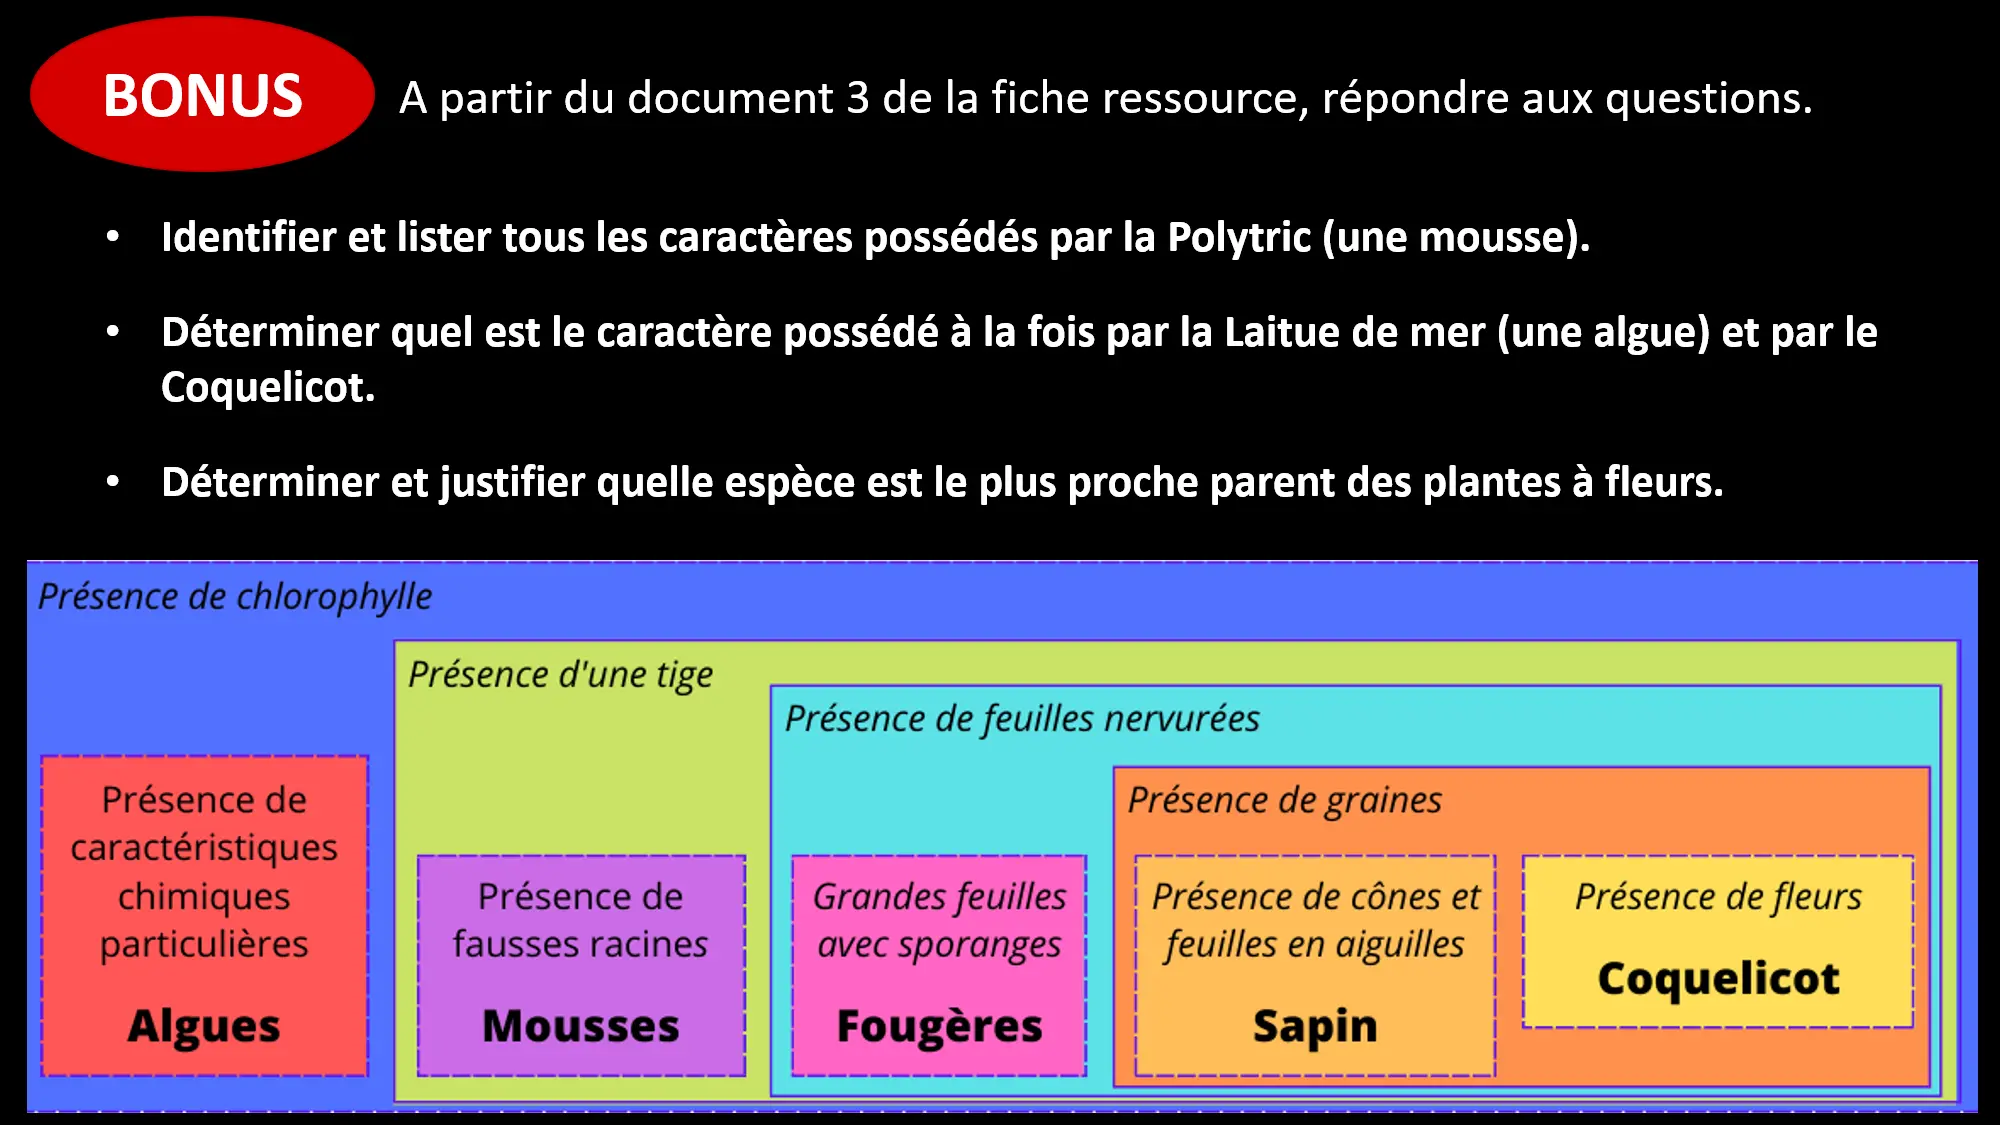 BONUS
A partir du document 3 de la fiche ressource, répondre aux questions.
• Identifier et lister tous les caractères possédés par la Polytric (une mousse).
• Déterminer quel est le caractère possédé à la fois par la Laitue de mer (une algue) et par le
Coquelicot.
• Déterminer et justifier quelle espèce est le plus proche parent des plantes à fleurs.
Présence de chlorophylle
Présence d'une tige
Présence de feuilles nervurées
Présence de graines
Présence de
caractéristiques
chimiques
particulières
Algues
Présence de
fausses racines
Mousses
Grandes feuilles
avec sporanges
Fougères
Présence de cônes et
feuilles en aiguilles
Sapin
Présence de fleurs
Coquelicot